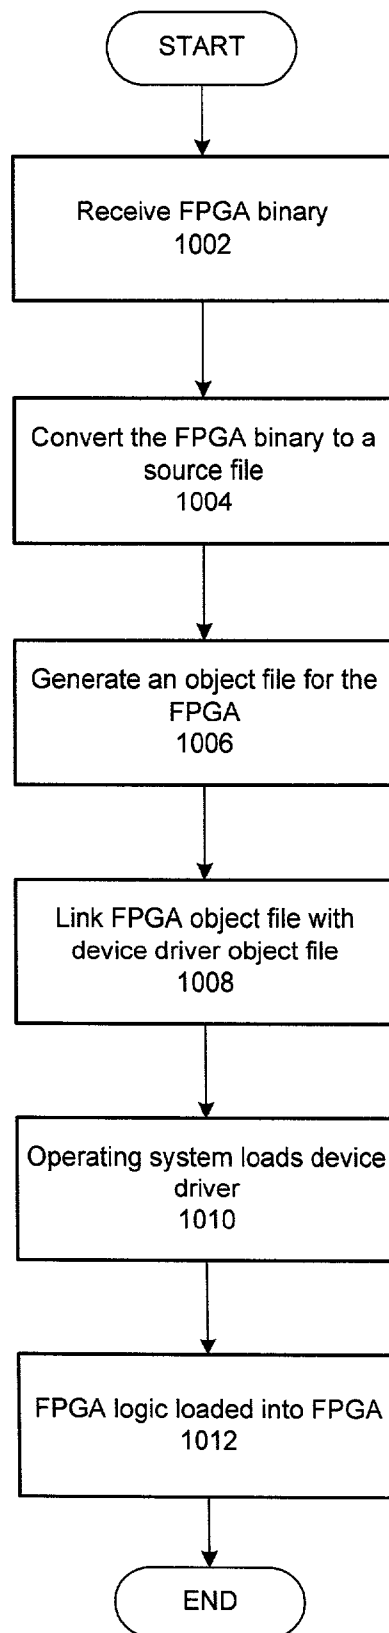 START
Receive FPGA binary
1002
Convert the FPGA binary to a
source file
1004
Generate an object file for the
FPGA
1006
Link FPGA object file with
device driver object file
1008
Operating system loads device
driver
1010
FPGA logic loaded into FPGA
1012
END